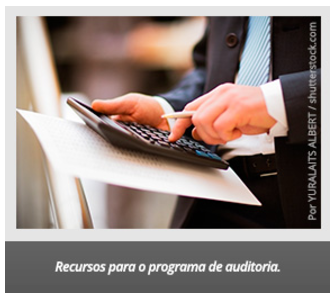 Por YURALAITS ALBERT / shutterstock.com
Recursos para o programa de auditoria.